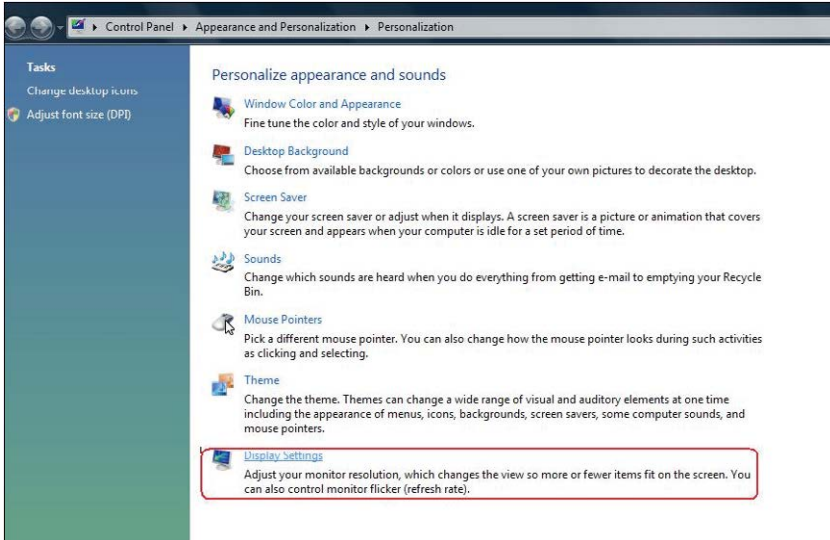 Control Panel ▸ Appearance and Personalization ▸ Personalization
Tasks
Change desktop icons
Adjust font size (DPI)
Personalize appearance and sounds
Window Color and Appearance
Fine tune the color and style of your windows.
Desktop Background
Choose from available backgrounds or colors or use one of your own pictures to decorate the desktop.
Screen Saver
Change your screen saver or adjust when it displays. A screen saver is a picture or animation that covers
your screen and appears when your computer is idle for a set period of time.
Sounds
Change which sounds are heard when you do everything from getting e-mail to emptying your Recycle
Bin.
Mouse Pointers
Pick a different mouse pointer. You can also change how the mouse pointer looks during such activities
as clicking and selecting.
Theme
Change the theme. Themes can change a wide range of visual and auditory elements at one time
including the appearance of menus, icons, backgrounds, screen savers, some computer sounds, and
mouse pointers.
Display Settings
Adjust your monitor resolution, which changes the view so more or fewer items fit on the screen. You
can also control monitor flicker (refresh rate).